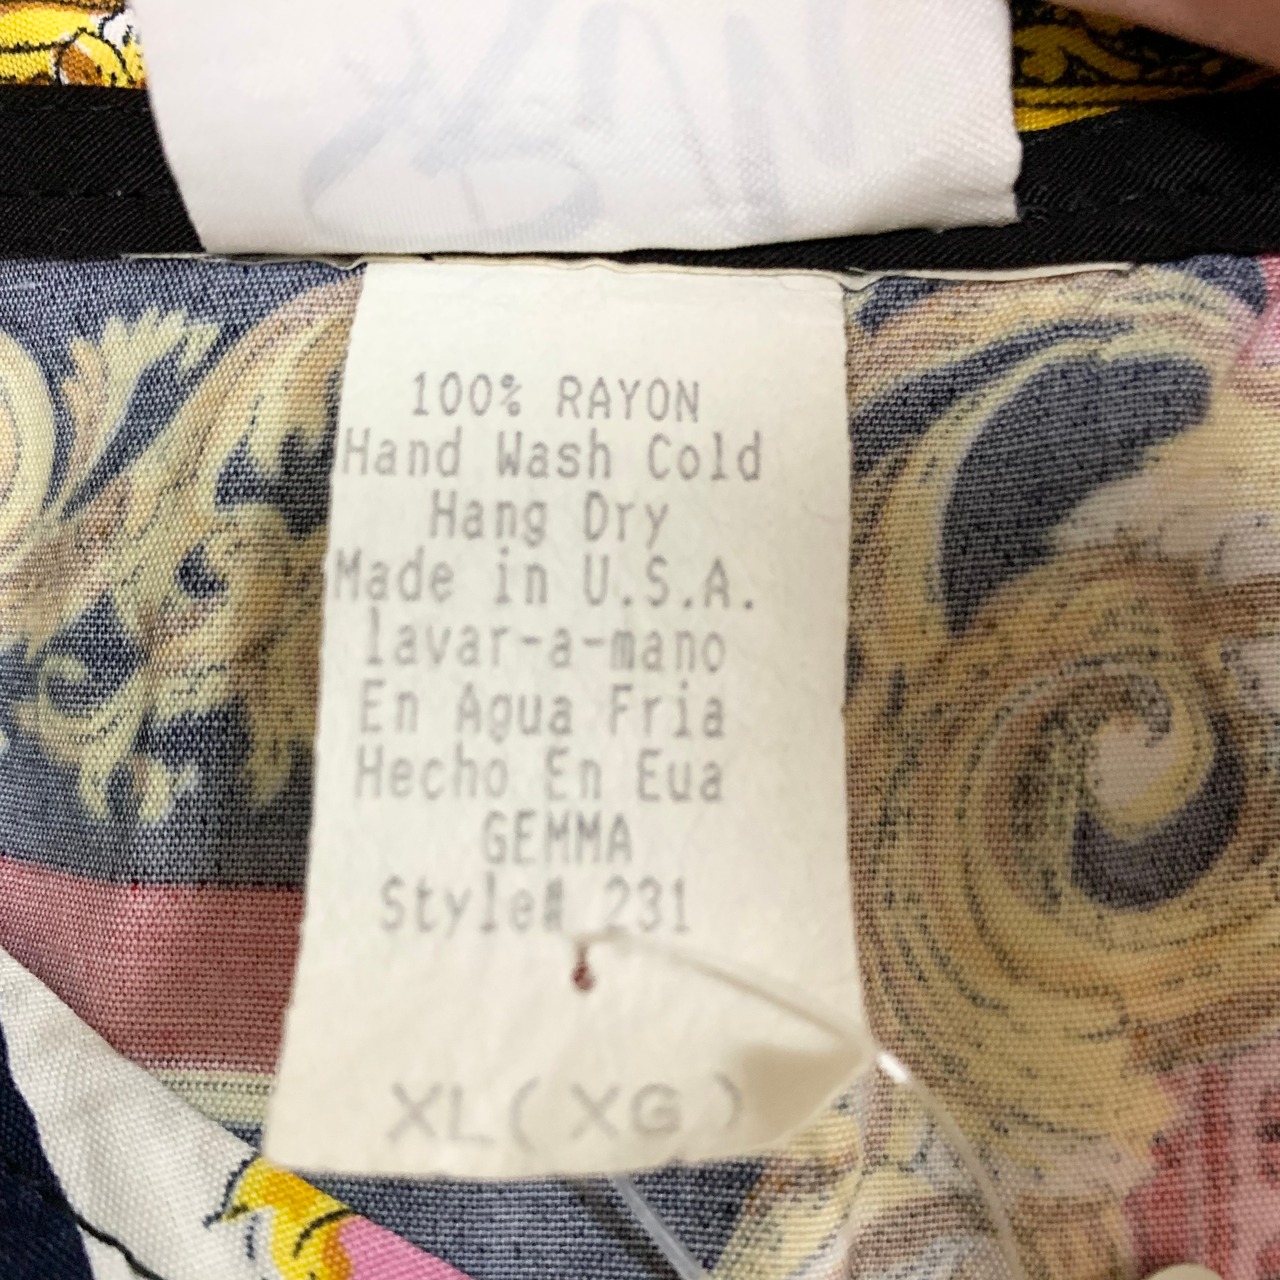 100% RAYON
Hand Wash Cold
Hang Dry
Made in U.S.A.
lavar-a-mano
En Agua Fria
Hecho En Eua
GEMMA
Style# 231
XL ( XG )